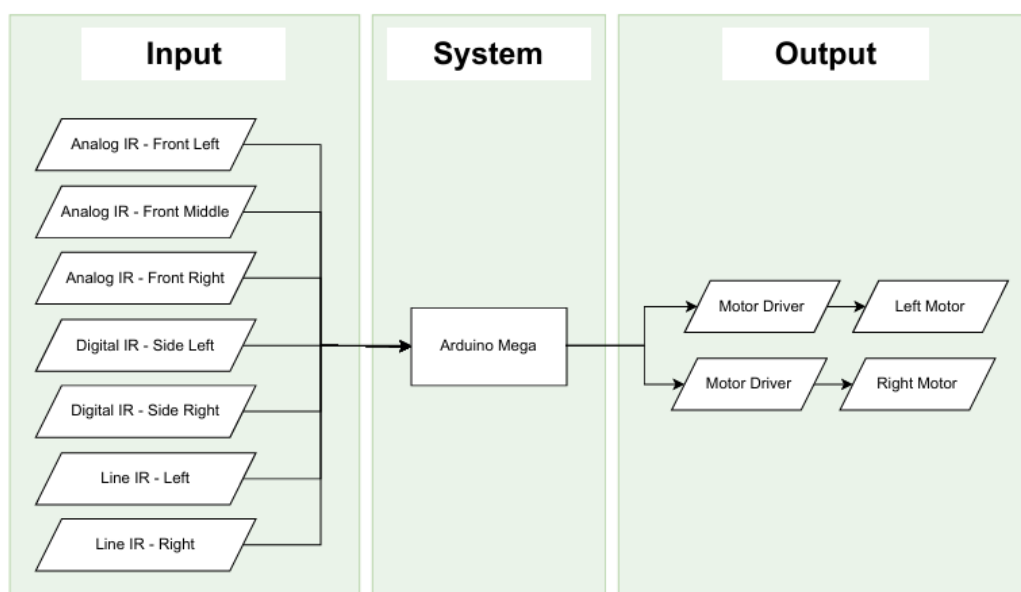 Input
System
Output
Analog IR - Front Left
Analog IR - Front Middle
Analog IR - Front Right
Digital IR - Side Left
Digital IR - Side Right
Line IR - Left
Line IR - Right
Arduino Mega
Motor Driver
Left Motor
Motor Driver
Right Motor